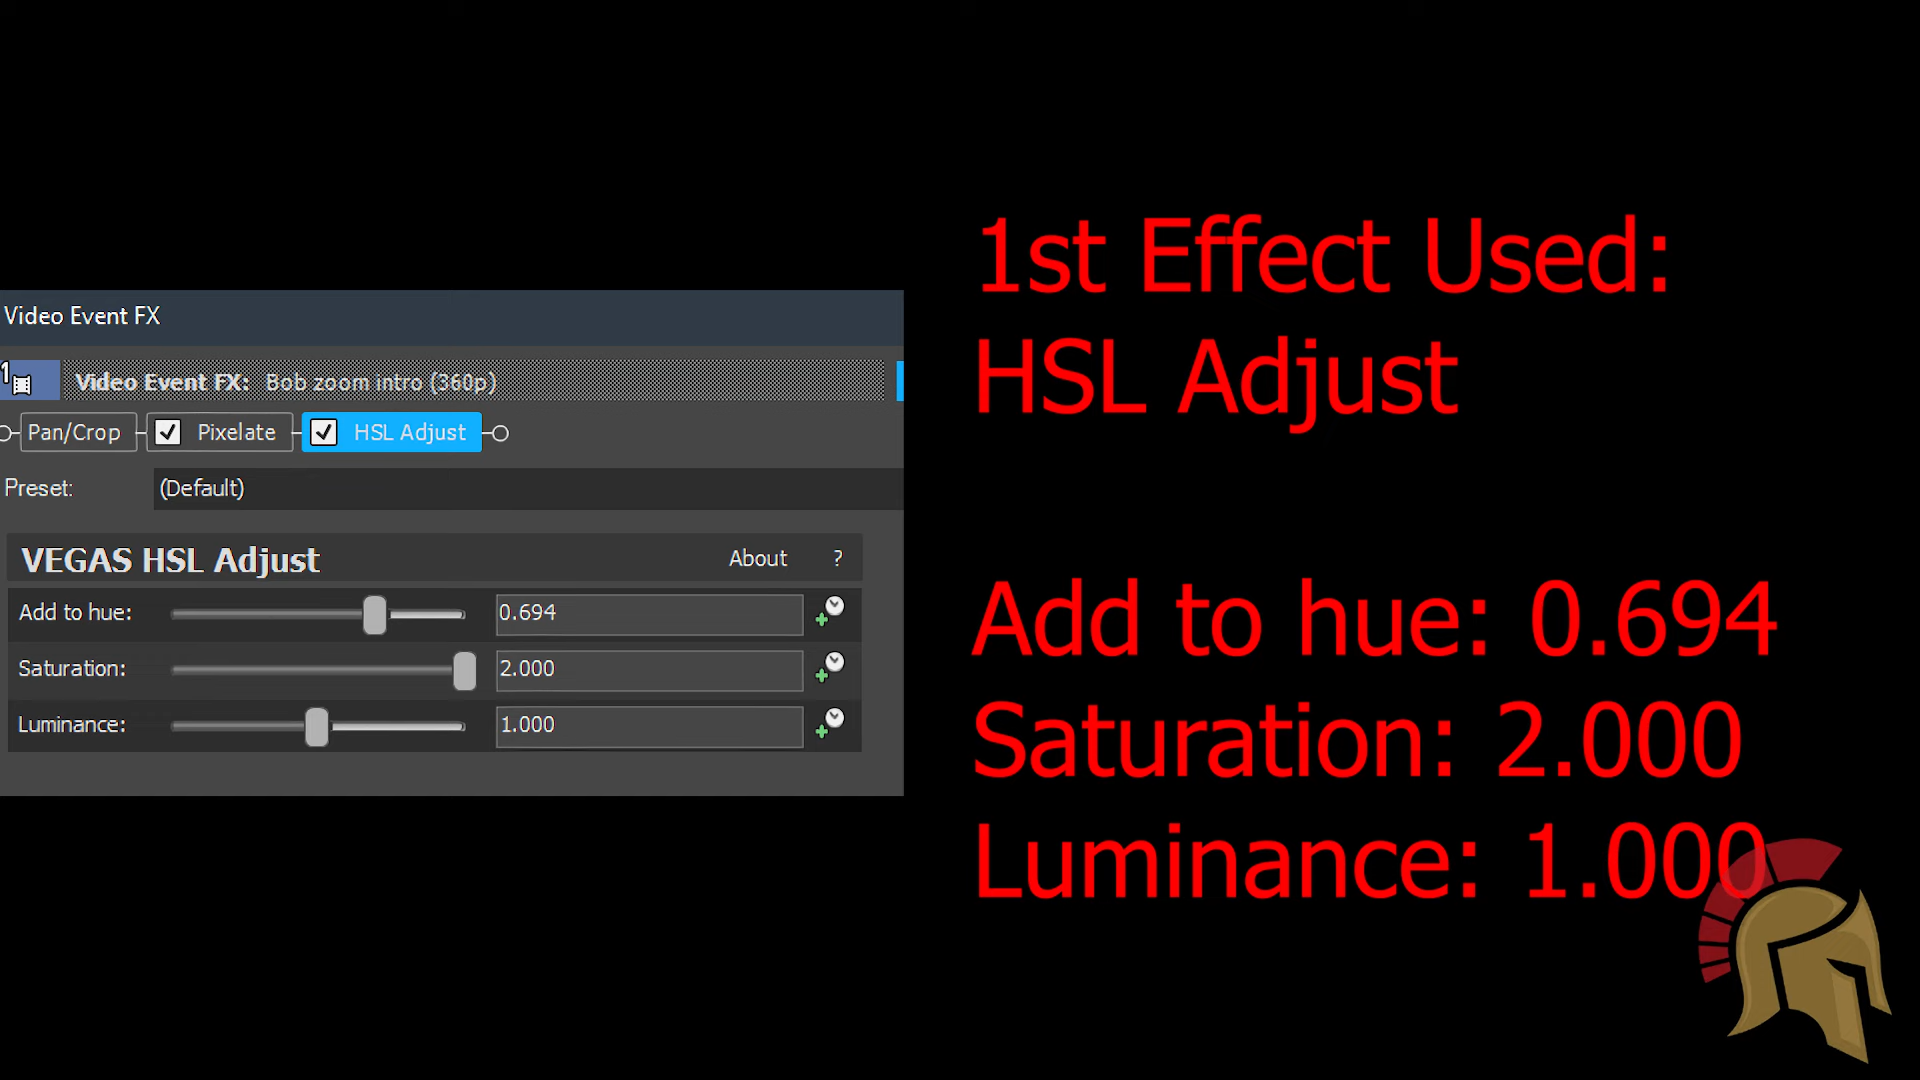 Video Event FX
1
Video Event FX: Bob zoom intro (360p)
Pan/Crop Pixelate HSL Adjust
Preset: (Default)
VEGAS HSL Adjust About ?
Add to hue: 0.694
Saturation: 2.000
Luminance: 1.000
1st Effect Used:
HSL Adjust
Add to hue: 0.694
Saturation: 2.000
Luminance: 1.000